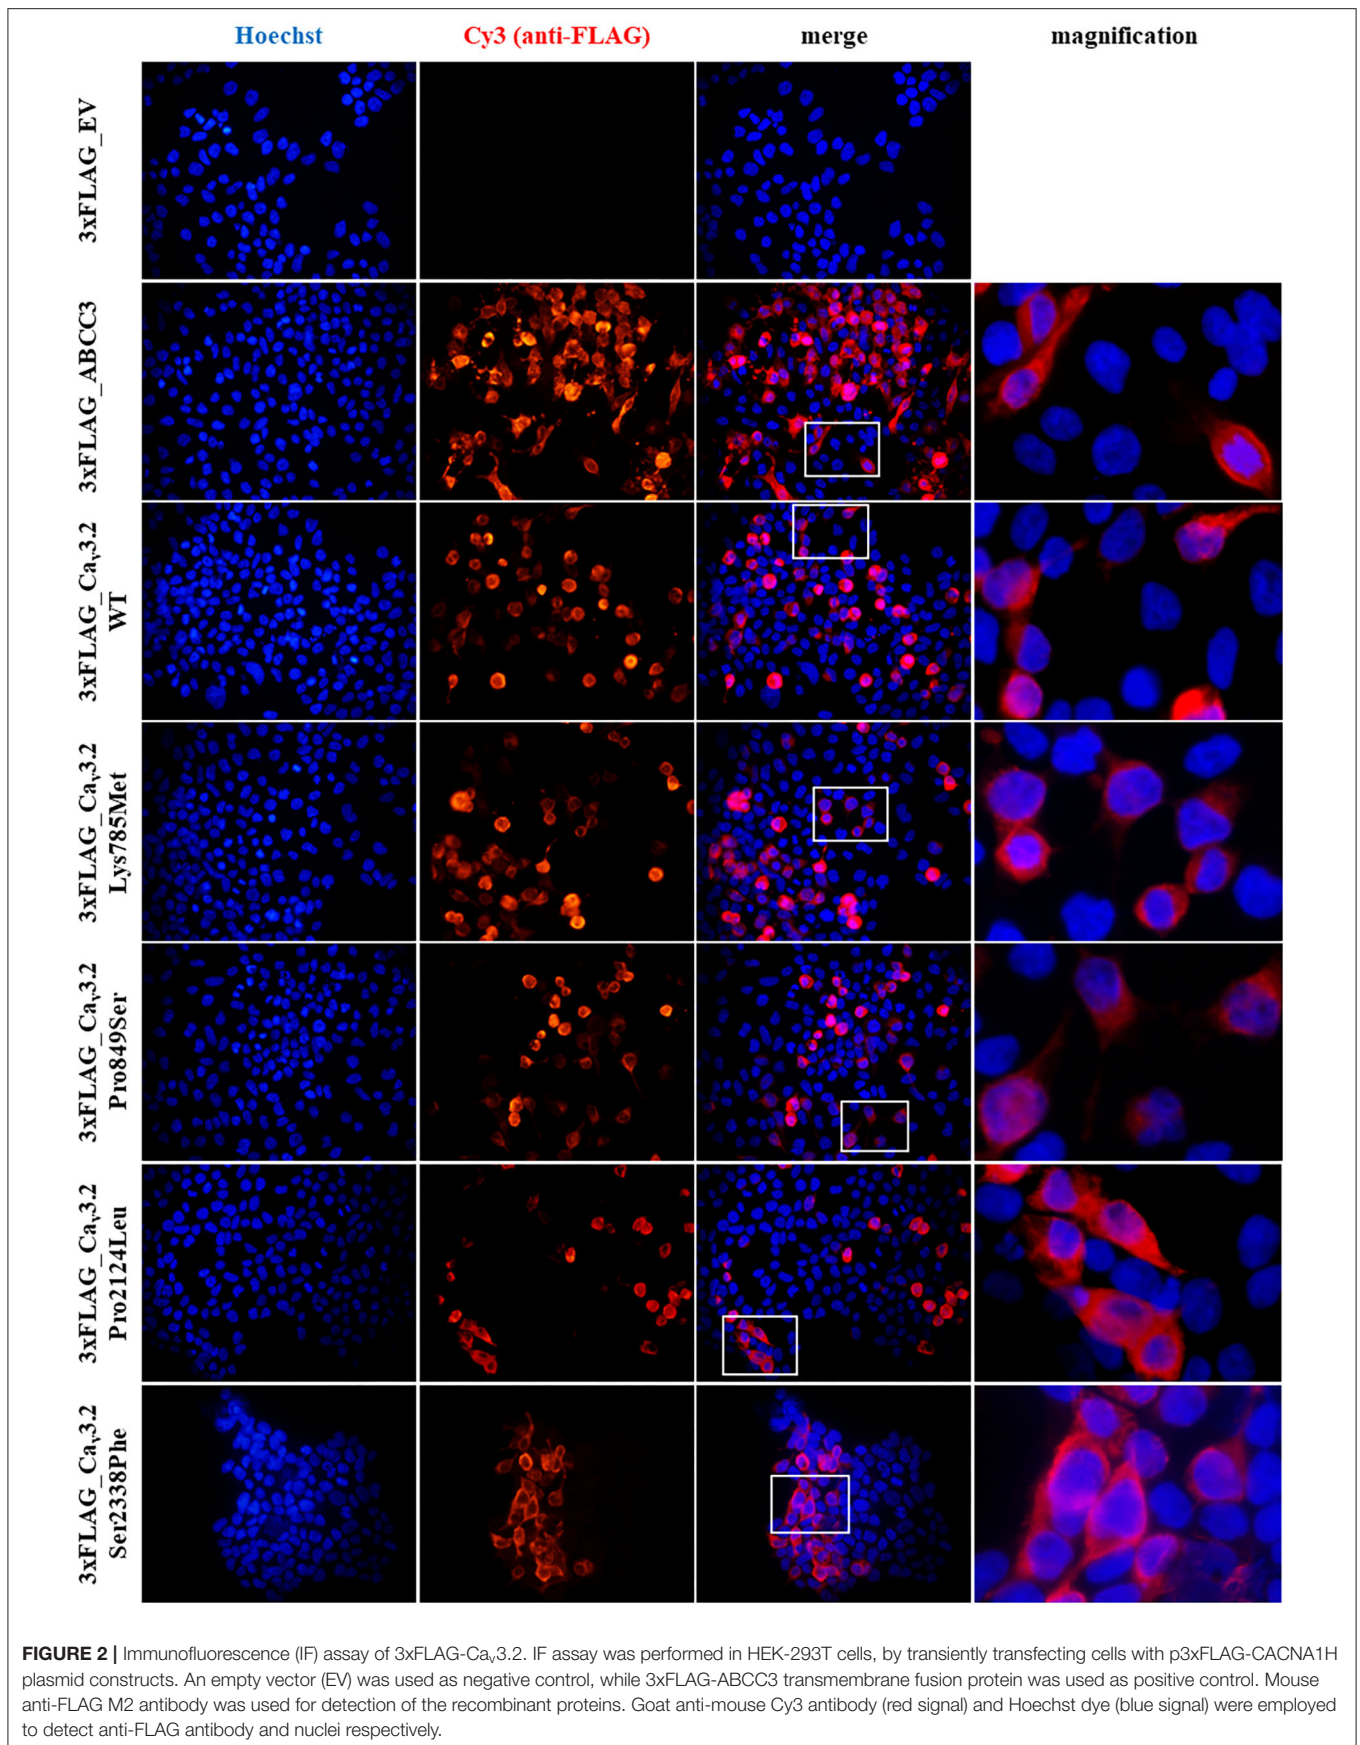 Hoechst
Cy3 (anti-FLAG)
merge
magnification
3xFLAG_EV
3xFLAG_ABCC3
3xFLAG_Cav3.2
WT
3xFLAG_Cav3.2
Lys785Met
3xFLAG_Cav3.2
Pro849Ser
3xFLAG_Cav3.2
Pro2124Leu
3xFLAG_Cav3.2
Ser2338Phe
FIGURE 2 | Immunofluorescence (IF) assay of 3xFLAG-Cav3.2. IF assay was performed in HEK-293T cells, by transiently transfecting cells with p3xFLAG-CACNA1H
plasmid constructs. An empty vector (EV) was used as negative control, while 3xFLAG-ABCC3 transmembrane fusion protein was used as positive control. Mouse
anti-FLAG M2 antibody was used for detection of the recombinant proteins. Goat anti-mouse Cy3 antibody (red signal) and Hoechst dye (blue signal) were employed
to detect anti-FLAG antibody and nuclei respectively.